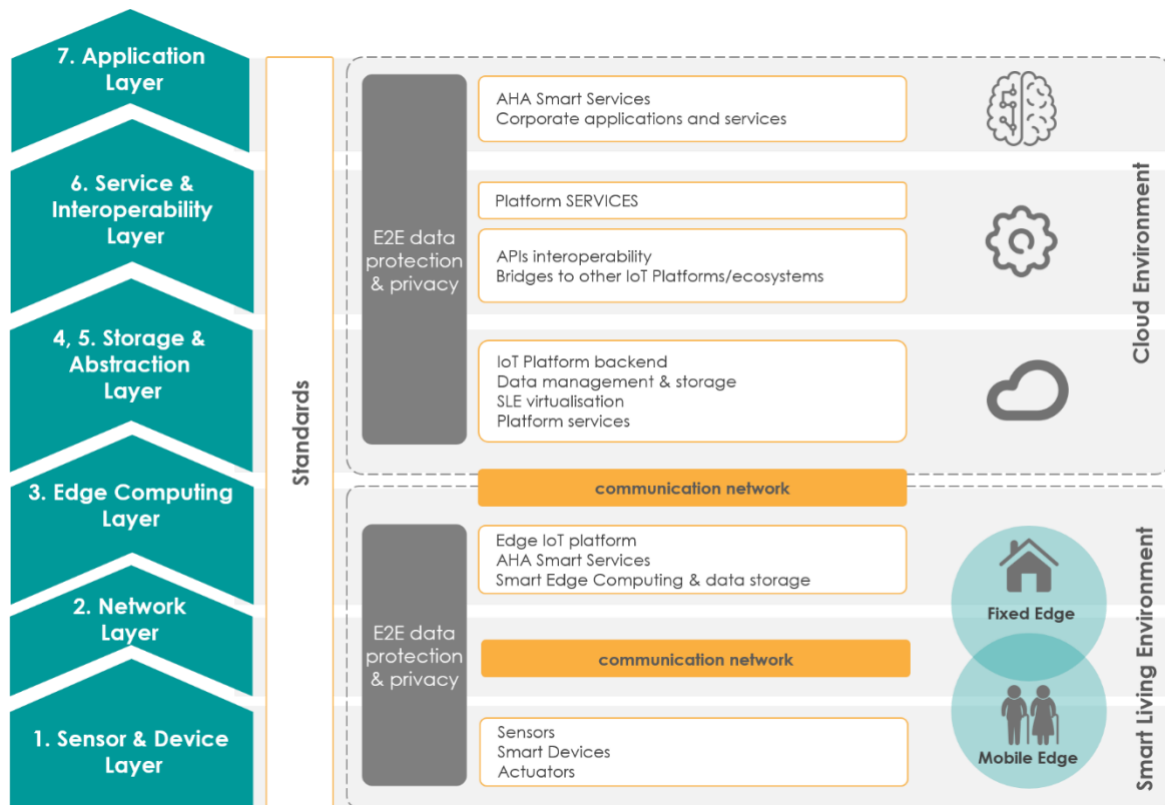 7. Application
Layer
6. Service &
Interoperability
Layer
4, 5. Storage &
Abstraction
Layer
3. Edge Computing
Layer
2. Network
Layer
1. Sensor & Device
Layer
Standards
E2E data
protection
& privacy
AHA Smart Services
Corporate applications and services
Platform SERVICES
APIs interoperability
Bridges to other IoT Platforms/ecosystems
IoT Platform backend
Data management & storage
SLE virtualisation
Platform services
Cloud Environment
communication network
E2E data
protection
& privacy
Edge IoT platform
AHA Smart Services
Smart Edge Computing & data storage
communication network
Sensors
Smart Devices
Actuators
Fixed Edge
Mobile Edge
Smart Living Environment